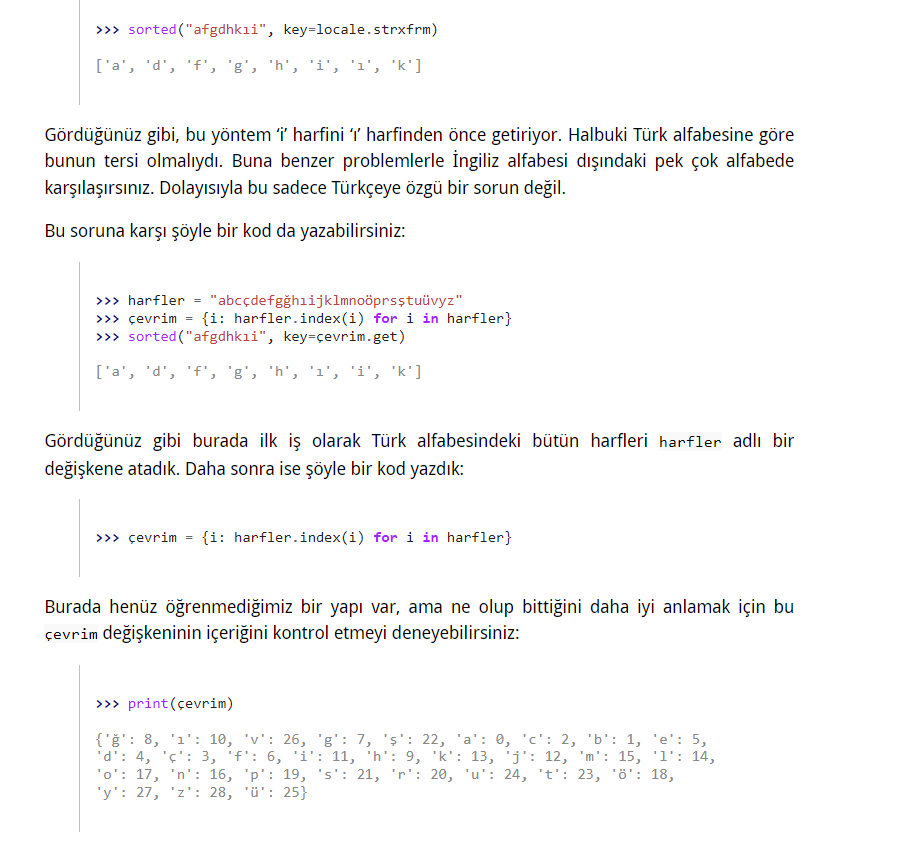 >>> sorted("afgdhkıi", key=locale.strxfrm)
['a', 'd', 'f', 'g', 'h', 'i', 'ı', 'k']
Gördüğünüz gibi, bu yöntem ‘i’ harfini ‘ı’ harfinden önce getiriyor. Halbuki Türk alfabesine göre
bunun tersi olmalıydı. Buna benzer problemlerle İngiliz alfabesi dışındaki pek çok alfabede
karşılaşırsınız. Dolayısıyla bu sadece Türkçeye özgü bir sorun değil.
Bu soruna karşı şöyle bir kod da yazabilirsiniz:
>>> harfler = "abcçdefgğhıijklmnoöprsştuüvyz"
>>> çevrim = {i: harfler.index(i) for i in harfler}
>>> sorted("afgdhkıi", key=çevrim.get)
['a', 'd', 'f', 'g', 'h', 'ı', 'i', 'k']
Gördüğünüz gibi burada ilk iş olarak Türk alfabesindeki bütün harfleri harfler adlı bir
değişkene atadık. Daha sonra ise şöyle bir kod yazdık:
>>> çevrim = {i: harfler.index(i) for i in harfler}
Burada henüz öğrenmediğimiz bir yapı var, ama ne olup bittiğini daha iyi anlamak için bu
çevrim değişkeninin içeriğini kontrol etmeyi deneyebilirsiniz:
>>> print(çevrim)
{'ğ': 8, 'ı': 10, 'v': 26, 'g': 7, 'ş': 22, 'a': 0, 'c': 2, 'b': 1, 'e': 5,
'd': 4, 'ç': 3, 'f': 6, 'i': 11, 'h': 9, 'k': 13, 'j': 12, 'm': 15, 'l': 14,
'o': 17, 'n': 16, 'p': 19, 's': 21, 'r': 20, 'u': 24, 't': 23, 'ö': 18,
'y': 27, 'z': 28, 'ü': 25}